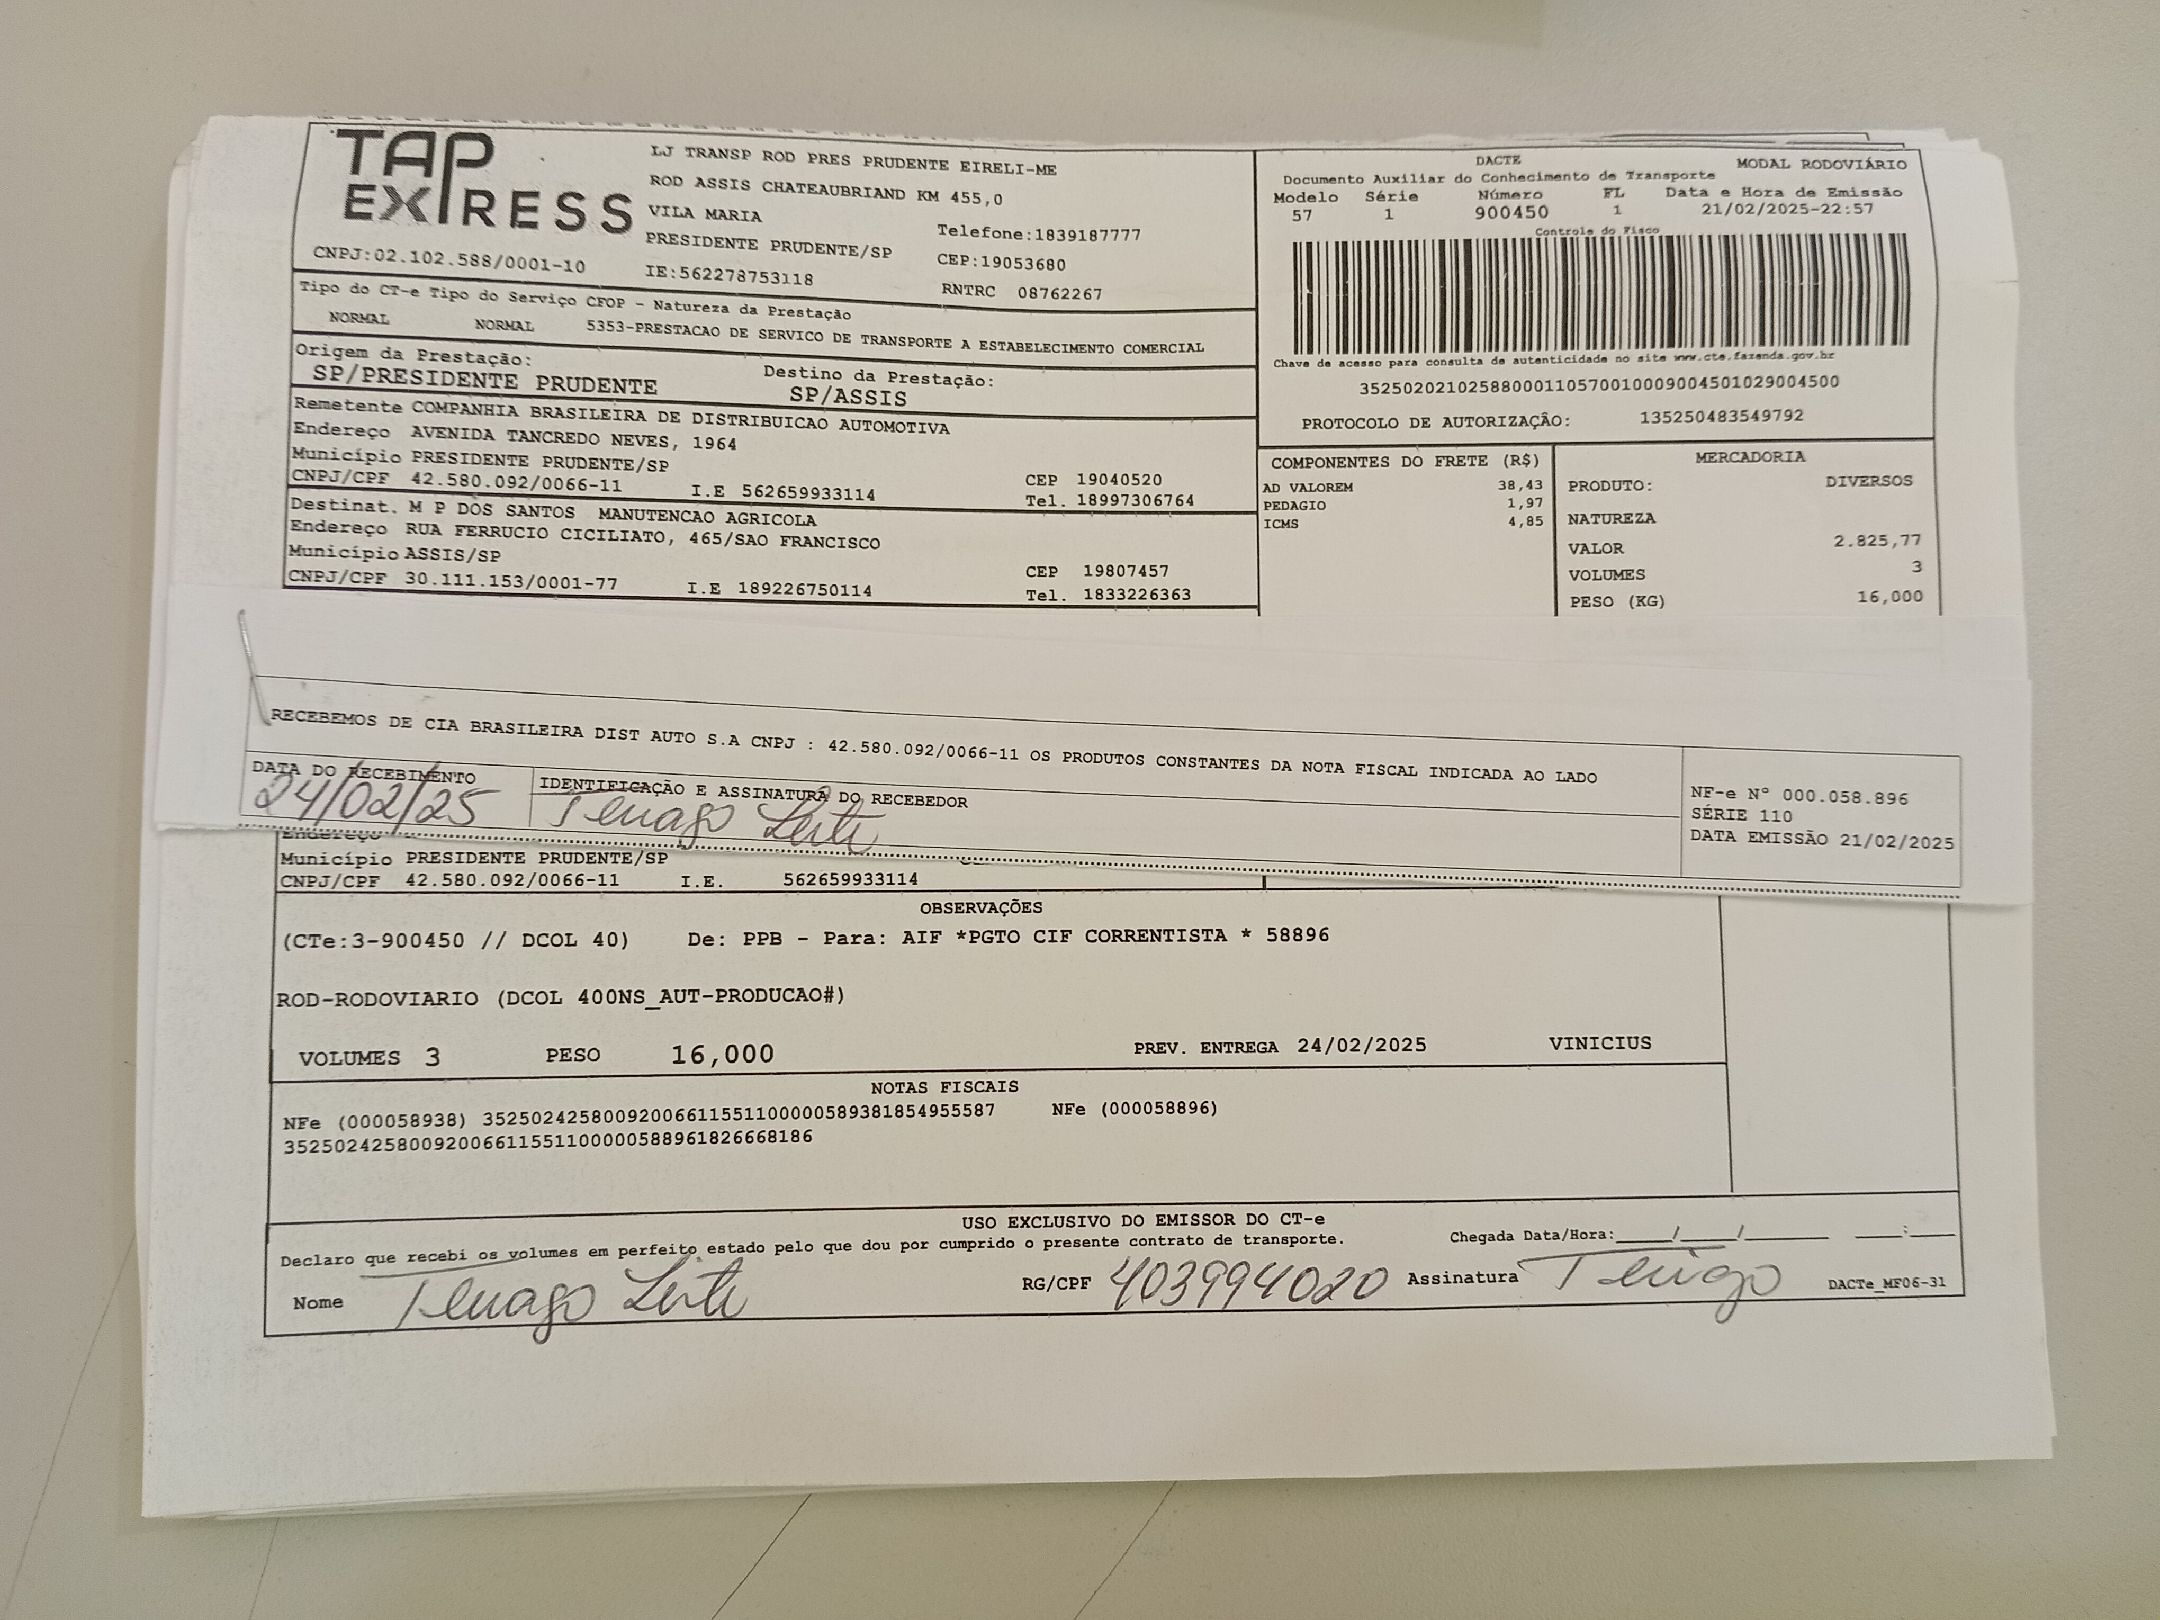 TAP EXPRESS
LJ TRANSP ROD PRES PRUDENTE EIRELI-ME
ROD ASSIS CHATEAUBRIAND KM 455,0
VILA MARIA
PRESIDENTE PRUDENTE/SP
Telefone:1839187777
CEP:19053680
CNPJ:02.102.588/0001-10
IE:562278753118
RNTRC 08762267
DACTE MODAL RODOVIÁRIO
Documento Auxiliar do Conhecimento de Transporte
Modelo Série Número FL Data e Hora de Emissão
57 1 900450 1 21/02/2025-22:57
Controle do Fisco
Chave de acesso para consulta de autenticidade no site www.cte.fazenda.gov.br
35250202102588000110570010009004501029004500
PROTOCOLO DE AUTORIZAÇÃO: 135250483549792
Tipo do CT-e Tipo do Serviço CFOP - Natureza da Prestação
NORMAL NORMAL 5353-PRESTACAO DE SERVICO DE TRANSPORTE A ESTABELECIMENTO COMERCIAL
Origem da Prestação: Destino da Prestação:
SP/PRESIDENTE PRUDENTE SP/ASSIS
Remetente COMPANHIA BRASILEIRA DE DISTRIBUICAO AUTOMOTIVA
Endereço AVENIDA TANCREDO NEVES, 1964
Município PRESIDENTE PRUDENTE/SP CEP 19040520
CNPJ/CPF 42.580.092/0066-11 I.E 562659933114 Tel. 18997306764
Destinat. M P DOS SANTOS MANUTENCAO AGRICOLA
Endereço RUA FERRUCIO CICILIATO, 465/SAO FRANCISCO
Município ASSIS/SP CEP 19807457
CNPJ/CPF 30.111.153/0001-77 I.E 189226750114 Tel. 1833226363
COMPONENTES DO FRETE (R$)
AD VALOREM 38,43
PEDAGIO 1,97
ICMS 4,85
MERCADORIA
PRODUTO: DIVERSOS
NATUREZA
VALOR 2.825,77
VOLUMES 3
PESO (KG) 16,000
RECEBEMOS DE CIA BRASILEIRA DIST AUTO S.A CNPJ : 42.580.092/0066-11 OS PRODUTOS CONSTANTES DA NOTA FISCAL INDICADA AO LADO
DATA DO RECEBIMENTO IDENTIFICAÇÃO E ASSINATURA DO RECEBEDOR
24/02/25 Leite
NF-e Nº 000.058.896
SÉRIE 110
DATA EMISSÃO 21/02/2025
Endereço
Município PRESIDENTE PRUDENTE/SP
CNPJ/CPF 42.580.092/0066-11 I.E. 562659933114
OBSERVAÇÕES
(CTe:3-900450 // DCOL 40) De: PPB - Para: AIF *PGTO CIF CORRENTISTA * 58896
ROD-RODOVIARIO (DCOL 400NS_AUT-PRODUCAO#)
VOLUMES 3 PESO 16,000 PREV. ENTREGA 24/02/2025 VINICIUS
NOTAS FISCAIS
NFe (000058938) 35250242580092006611551100000589381854955587 NFe (000058896)
35250242580092006611551100000588961826668186
USO EXCLUSIVO DO EMISSOR DO CT-e
Declaro que recebi os volumes em perfeito estado pelo que dou por cumprido o presente contrato de transporte. Chegada Data/Hora:_____/_____/________ ____:____
Nome Leite RG/CPF 403994020 Assinatura DACTe_MF06-31